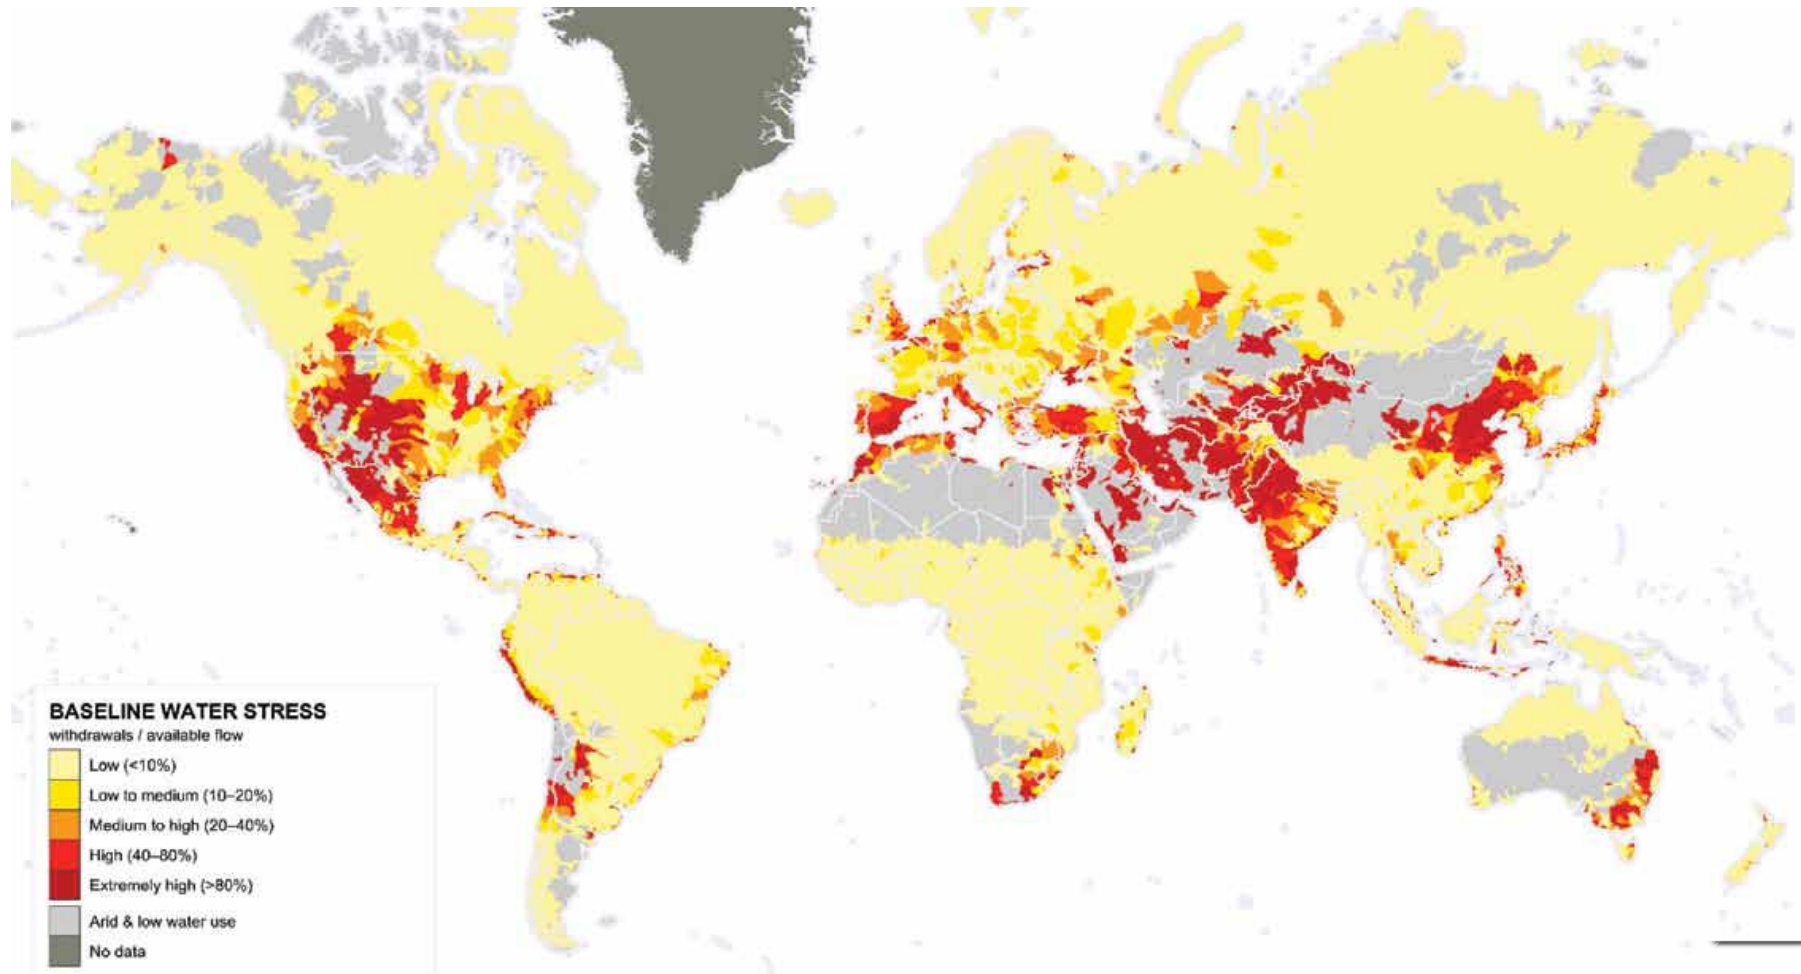 BASELINE WATER STRESS
withdrawals / available flow
Low (<10%)
Low to medium (10–20%)
Medium to high (20–40%)
High (40–80%)
Extremely high (>80%)
Arid & low water use
No data